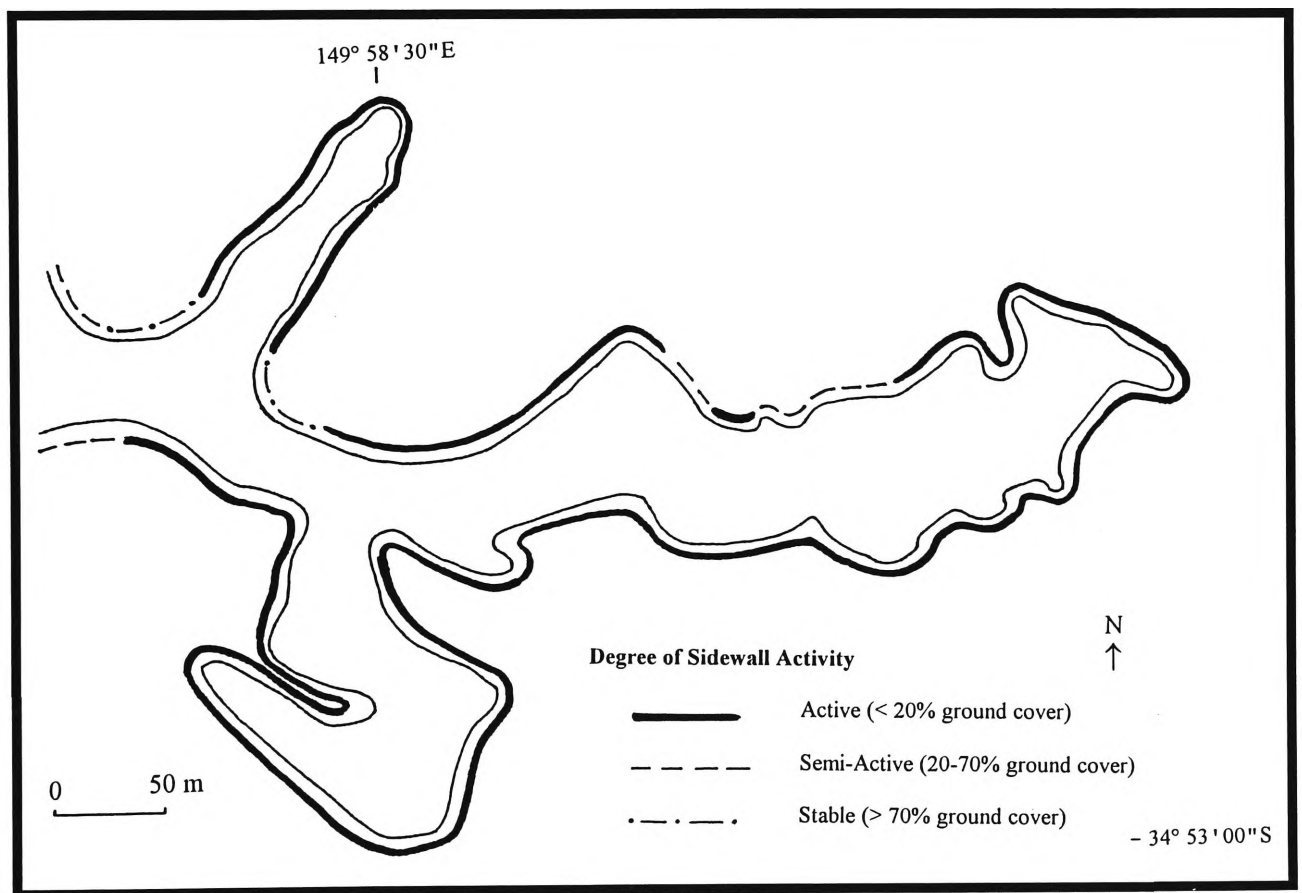 149° 58 ' 30" E
N
Degree of Sidewall Activity
Active (< 20% ground cover)
Semi-Active (20-70% ground cover)
Stable (> 70% ground cover)
0 50 m
- 34° 53 ' 00" S